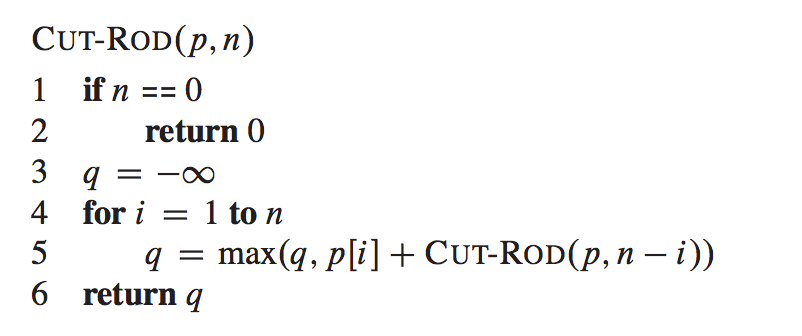 CUT-ROD(p, n)
1 if n == 0
2 return 0
3 q = −∞
4 for i = 1 to n
5 q = max(q, p[i] + CUT-ROD(p, n − i))
6 return q